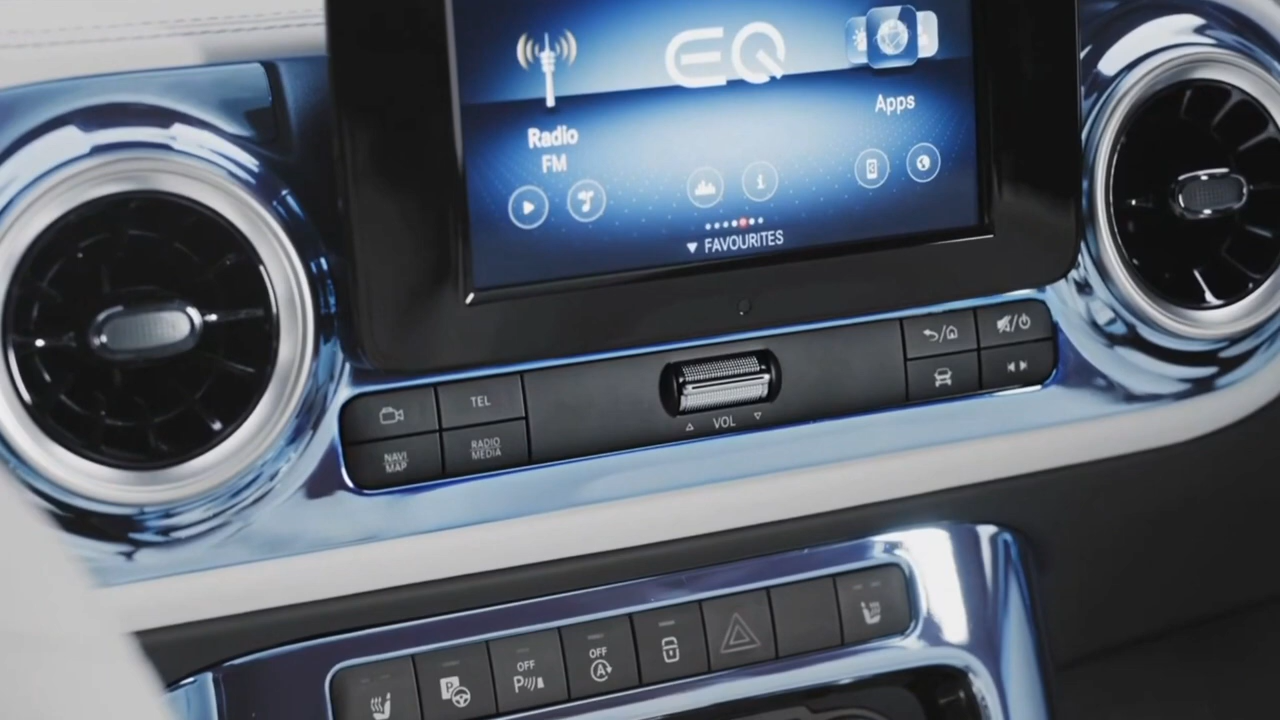 EQ
Apps
Radio
FM
FAVOURITES
TEL
NAVI
MAP
RADIO
MEDIA
VOL
OFF
OFF
P
A
P